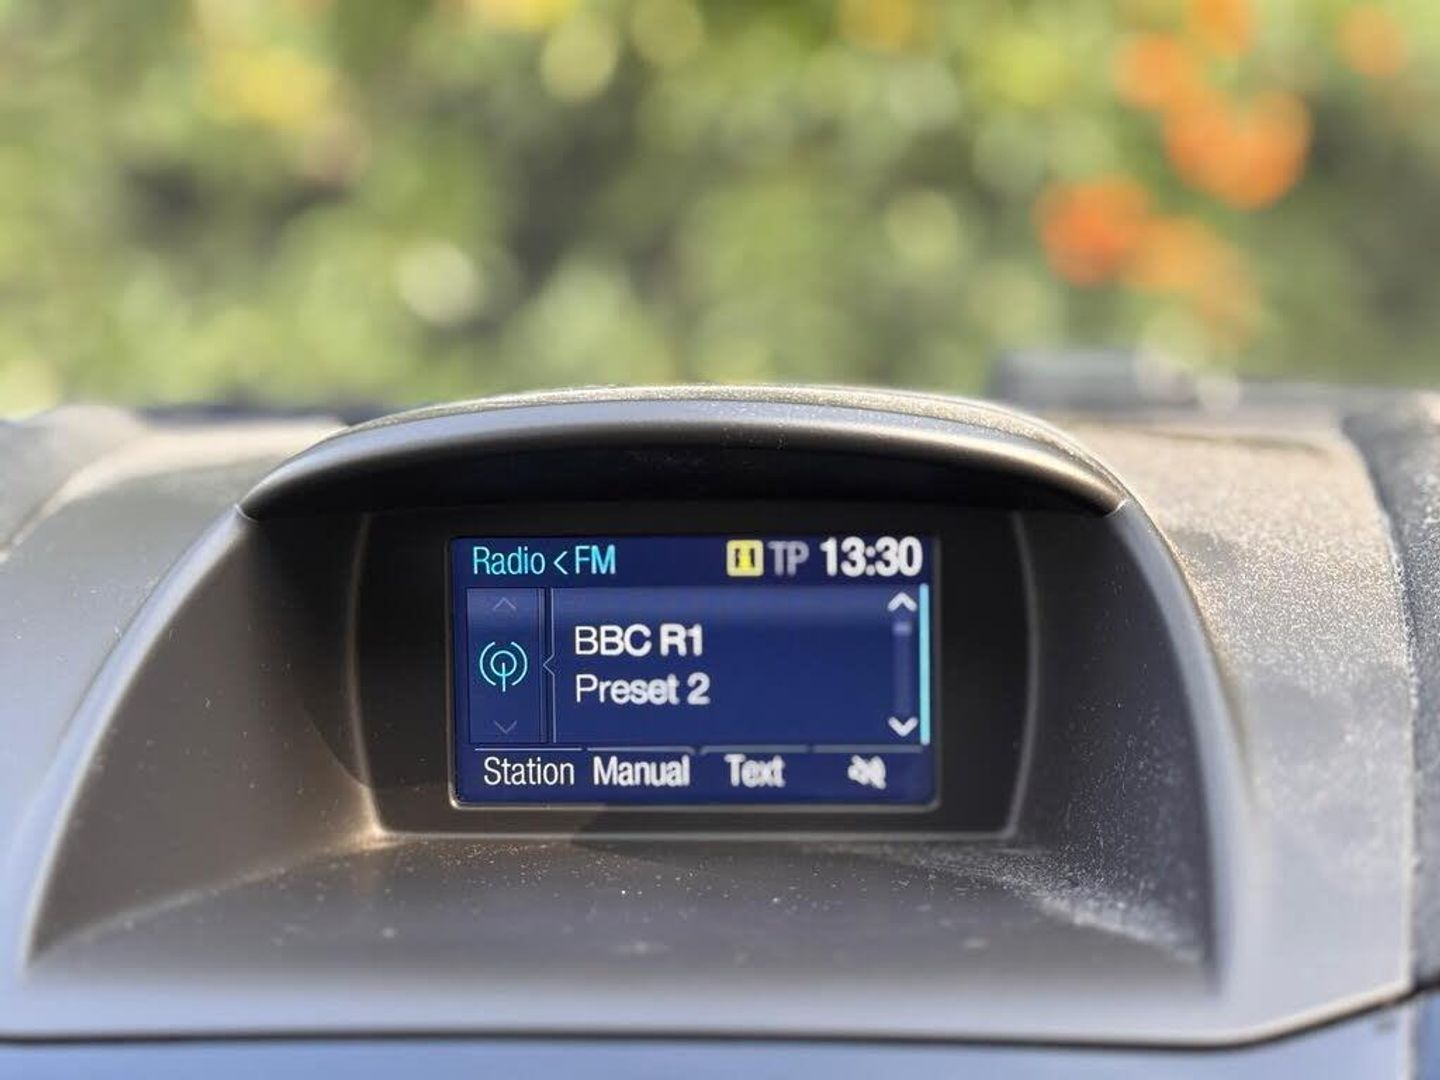 Radio < FM TP 13:30
BBC R1
Preset 2
Station Manual Text